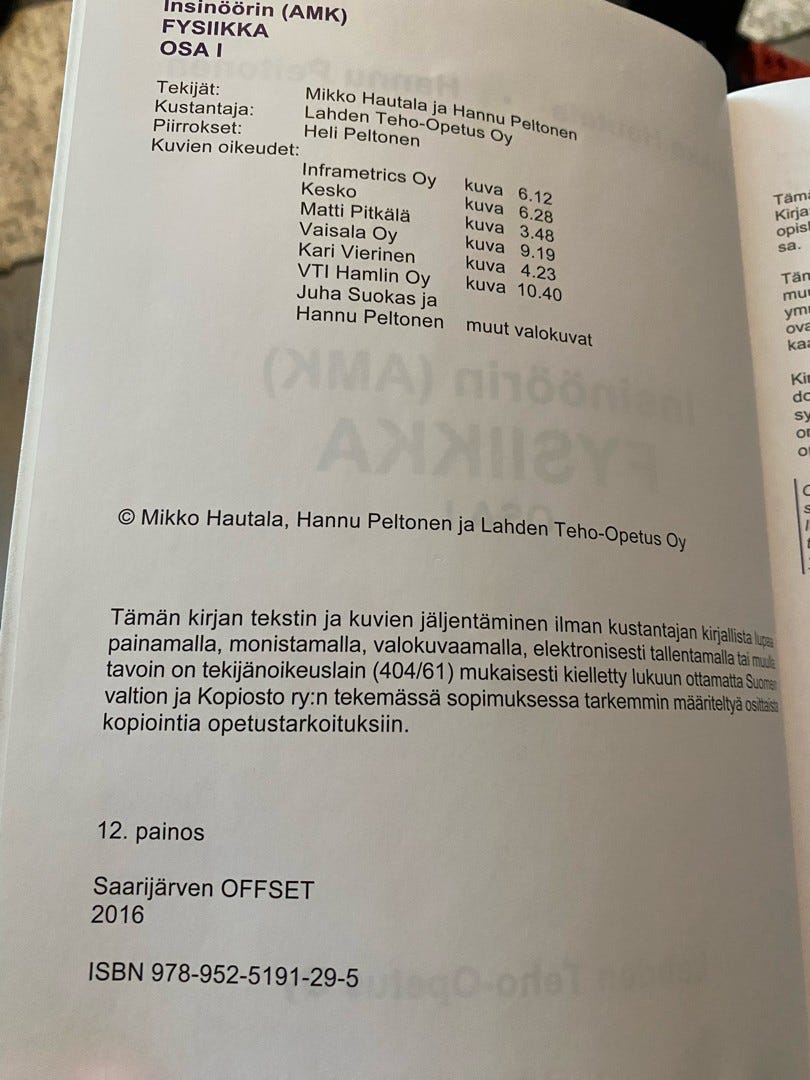 Insinöörin (AMK)
FYSIIKKA
OSA I
Tekijät: Mikko Hautala ja Hannu Peltonen
Kustantaja: Lahden Teho-Opetus Oy
Piirrokset: Heli Peltonen
Kuvien oikeudet:
Inframetrics Oy kuva 6.12
Kesko kuva 6.28
Matti Pitkälä kuva 3.48
Vaisala Oy kuva 9.19
Kari Vierinen kuva 4.23
VTI Hamlin Oy kuva 10.40
Juha Suokas ja
Hannu Peltonen muut valokuvat
© Mikko Hautala, Hannu Peltonen ja Lahden Teho-Opetus Oy
Tämän kirjan tekstin ja kuvien jäljentäminen ilman kustantajan kirjallista lupaa
painamalla, monistamalla, valokuvaamalla, elektronisesti tallentamalla tai muulla
tavoin on tekijänoikeuslain (404/61) mukaisesti kielletty lukuun ottamatta Suomen
valtion ja Kopiosto ry:n tekemässä sopimuksessa tarkemmin määriteltyä osittaista
kopiointia opetustarkoituksiin.
12. painos
Saarijärven OFFSET
2016
ISBN 978-952-5191-29-5